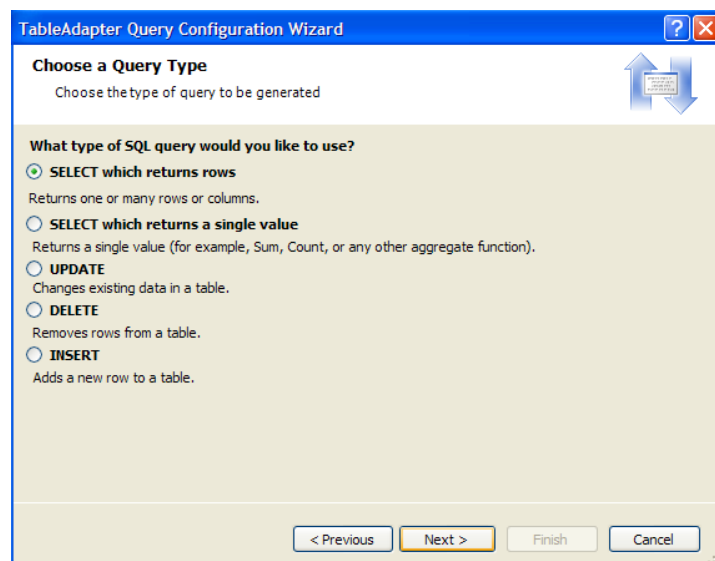 TableAdapter Query Configuration Wizard
Choose a Query Type
Choose the type of query to be generated
What type of SQL query would you like to use?
SELECT which returns rows
Returns one or many rows or columns.
SELECT which returns a single value
Returns a single value (for example, Sum, Count, or any other aggregate function).
UPDATE
Changes existing data in a table.
DELETE
Removes rows from a table.
INSERT
Adds a new row to a table.
< Previous Next > Finish Cancel